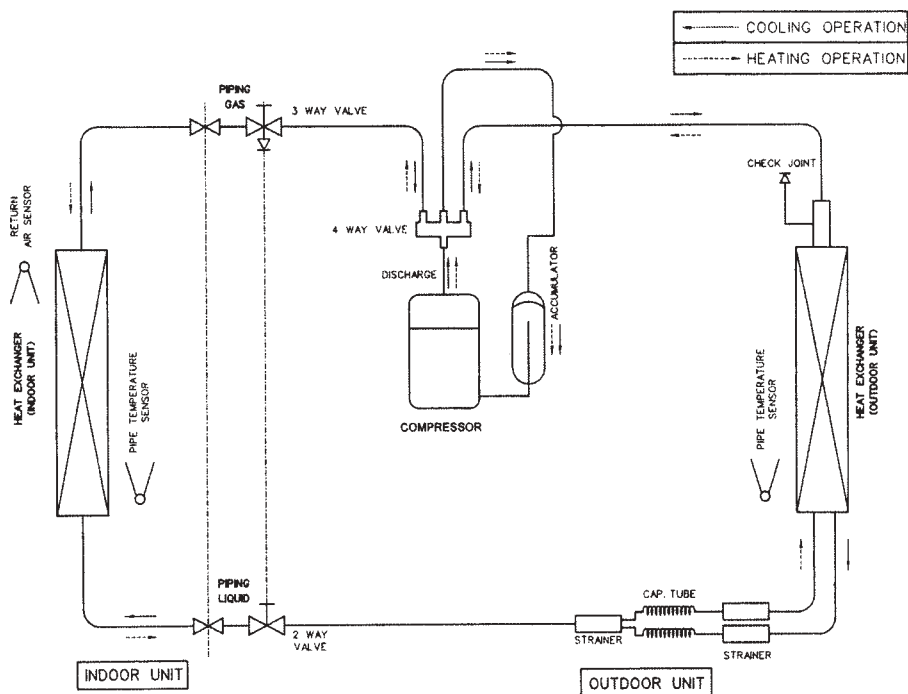 COOLING OPERATION
HEATING OPERATION
PIPING
GAS
3 WAY VALVE
CHECK JOINT
RETURN
AIR SENSOR
4 WAY VALVE
DISCHARGE
ACCUMULATOR
HEAT EXCHANGER
(INDOOR UNIT)
PIPE TEMPERATURE
SENSOR
COMPRESSOR
PIPE TEMPERATURE
SENSOR
HEAT EXCHANGER
(OUTDOOR UNIT)
PIPING
LIQUID
CAP. TUBE
2 WAY
VALVE
STRAINER
STRAINER
INDOOR UNIT
OUTDOOR UNIT